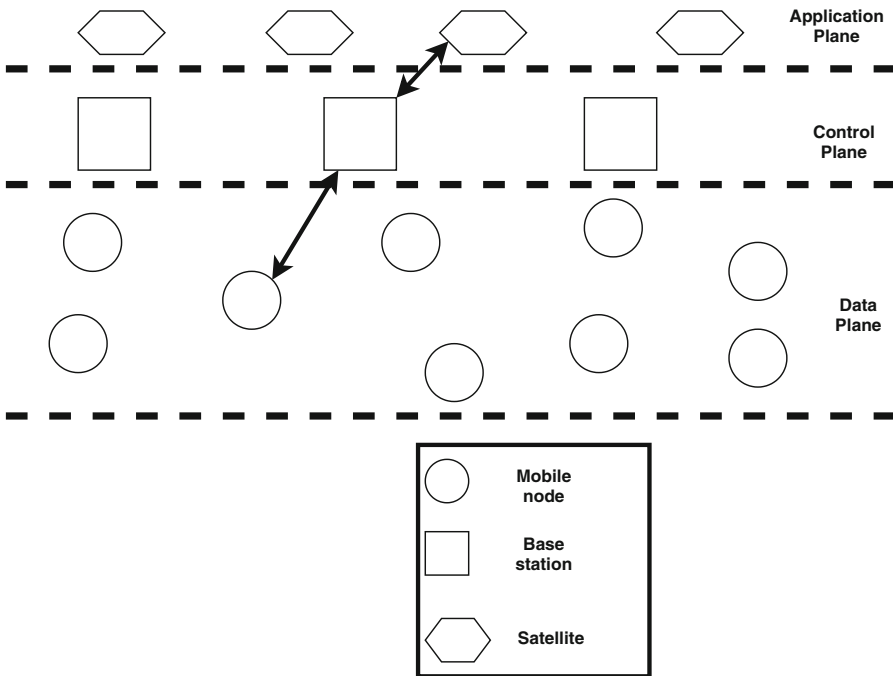 Application
Plane
Control
Plane
Data
Plane
Mobile
node
Base
station
Satellite